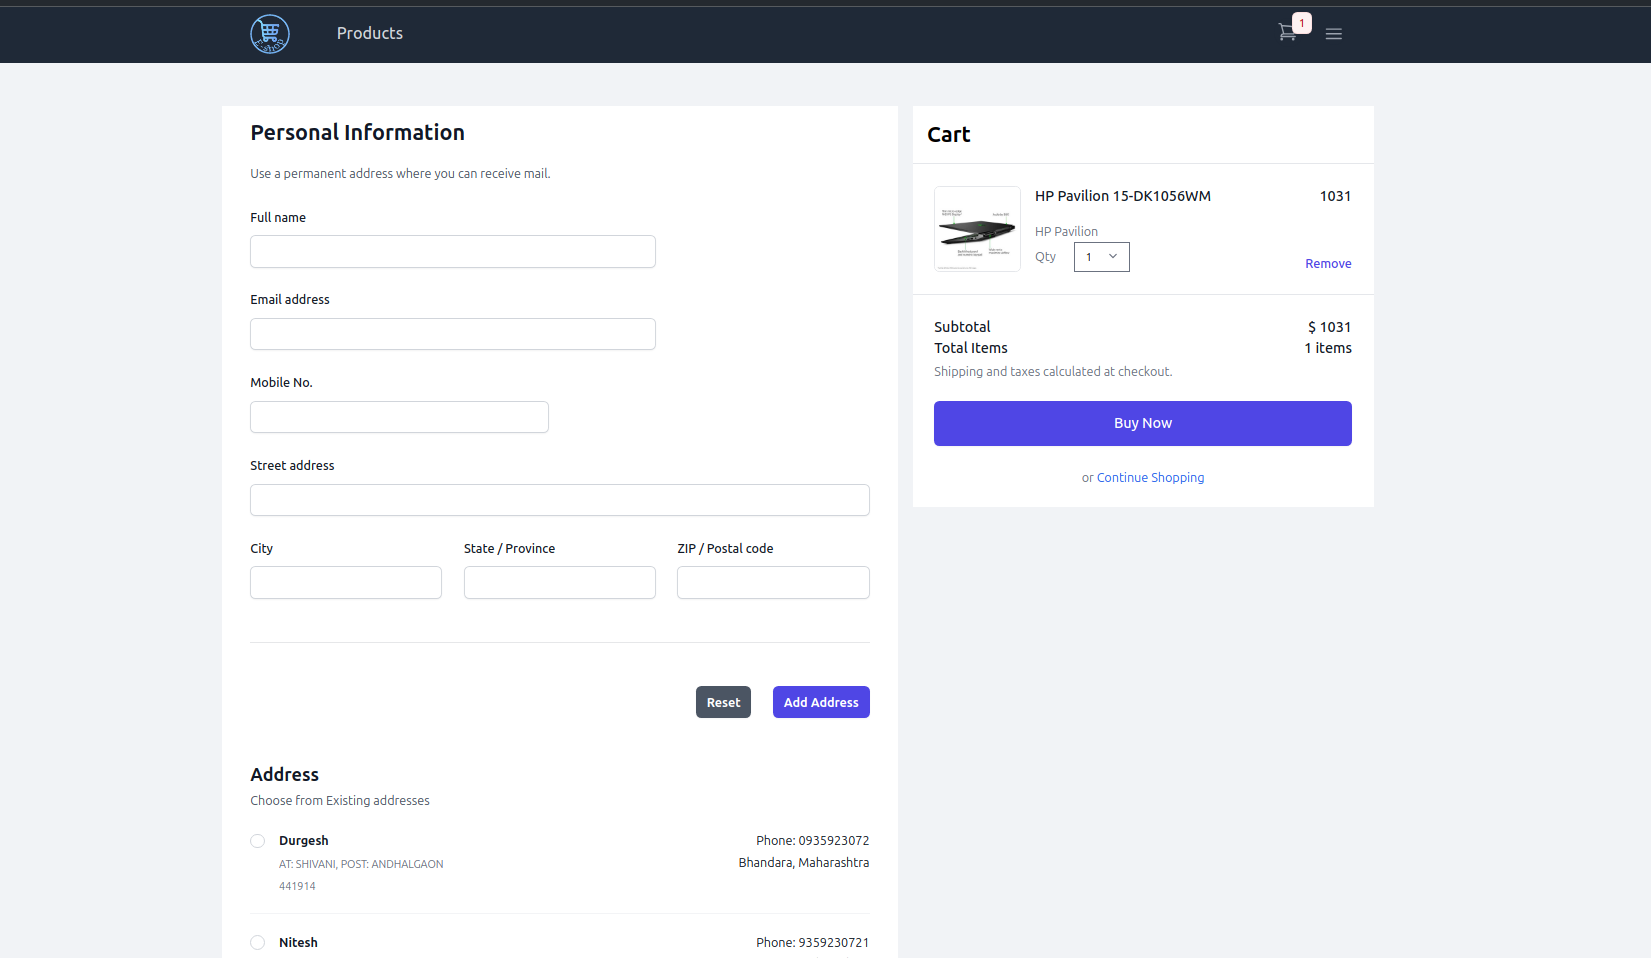 E-shop
Products
1
Personal Information
Use a permanent address where you can receive mail.
Full name
Email address
Mobile No.
Street address
City
State / Province
ZIP / Postal code
Reset
Add Address
Address
Choose from Existing addresses
Durgesh
Phone: 0935923072
AT: SHIVANI, POST: ANDHALGAON
Bhandara, Maharashtra
441914
Nitesh
Phone: 9359230721
Cart
HP Pavilion 15-DK1056WM
1031
HP Pavilion
Qty
1
Remove
Subtotal
$ 1031
Total Items
1 items
Shipping and taxes calculated at checkout.
Buy Now
or Continue Shopping